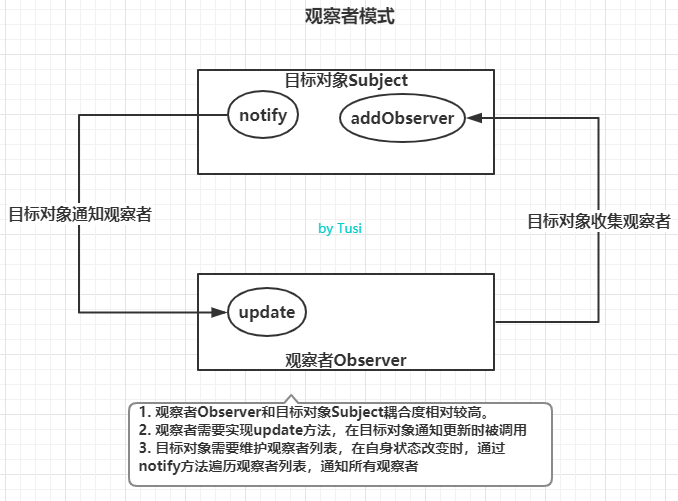 观察者模式
目标对象Subject
notify
addObserver
目标对象通知观察者
目标对象收集观察者
by Tusi
update
观察者Observer
1. 观察者Observer和目标对象Subject耦合度相对较高。
2. 观察者需要实现update方法，在目标对象通知更新时被调用
3. 目标对象需要维护观察者列表，在自身状态改变时，通过
notify方法遍历观察者列表，通知所有观察者